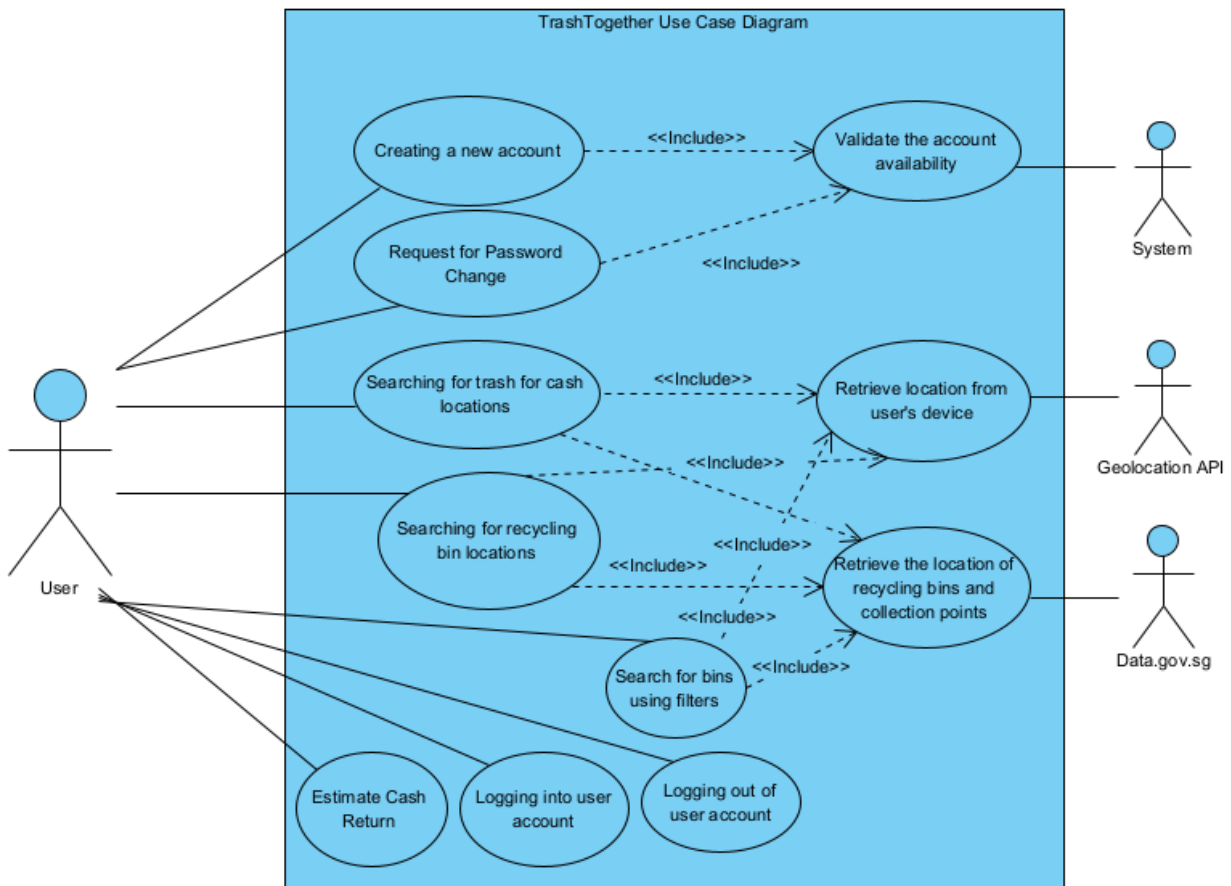 TrashTogether Use Case Diagram
Creating a new account
<<Include>>
Validate the account
availability
System
Request for Password
Change
<<Include>>
Searching for trash for cash
locations
<<Include>>
Retrieve location from
user's device
Geolocation API
<<Include>>
Searching for recycling
bin locations
<<Include>>
<<Include>>
Retrieve the location of
recycling bins and
collection points
Data.gov.sg
User
<<Include>>
Search for bins
using filters
<<Include>>
Estimate Cash
Return
Logging into user
account
Logging out of
user account